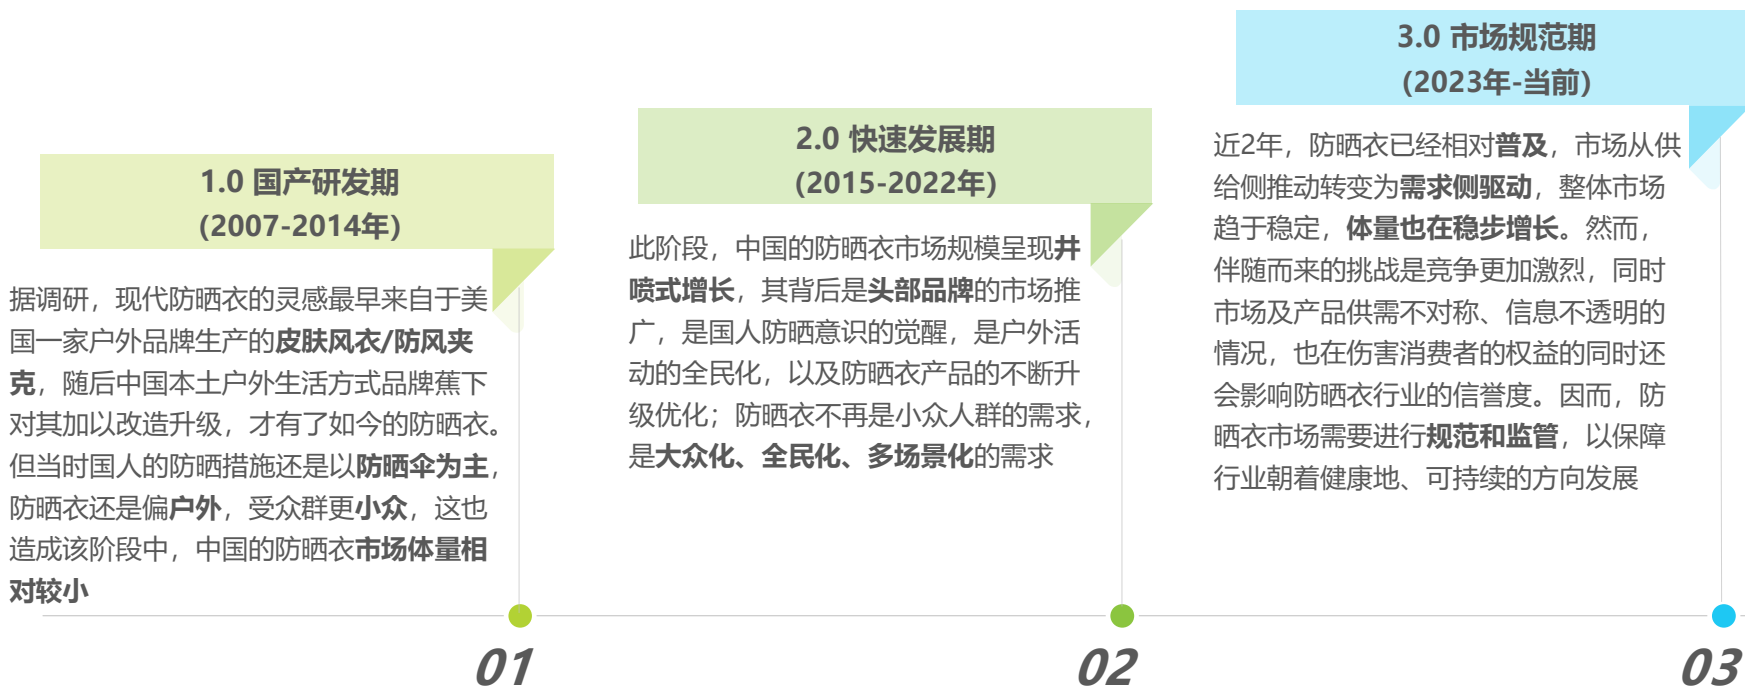 1.0 国产研发期
(2007-2014年)
据调研，现代防晒衣的灵感最早来自于美
国一家户外品牌生产的皮肤风衣/防风夹
克，随后中国本土户外生活方式品牌蕉下
对其加以改造升级，才有了如今的防晒衣。
但当时国人的防晒措施还是以防晒伞为主，
防晒衣还是偏户外，受众群更小众，这也
造成该阶段中，中国的防晒衣市场体量相
对较小
01
2.0 快速发展期
(2015-2022年)
此阶段，中国的防晒衣市场规模呈现井
喷式增长，其背后是头部品牌的市场推
广，是国人防晒意识的觉醒，是户外活
动的全民化，以及防晒衣产品的不断升
级优化；防晒衣不再是小众人群的需求，
是大众化、全民化、多场景化的需求
02
3.0 市场规范期
(2023年-当前)
近2年，防晒衣已经相对普及，市场从供
给侧推动转变为需求侧驱动，整体市场
趋于稳定，体量也在稳步增长。然而，
伴随而来的挑战是竞争更加激烈，同时
市场及产品供需不对称、信息不透明的
情况，也在伤害消费者的权益的同时还
会影响防晒衣行业的信誉度。因而，防
晒衣市场需要进行规范和监管，以保障
行业朝着健康地、可持续的方向发展
03